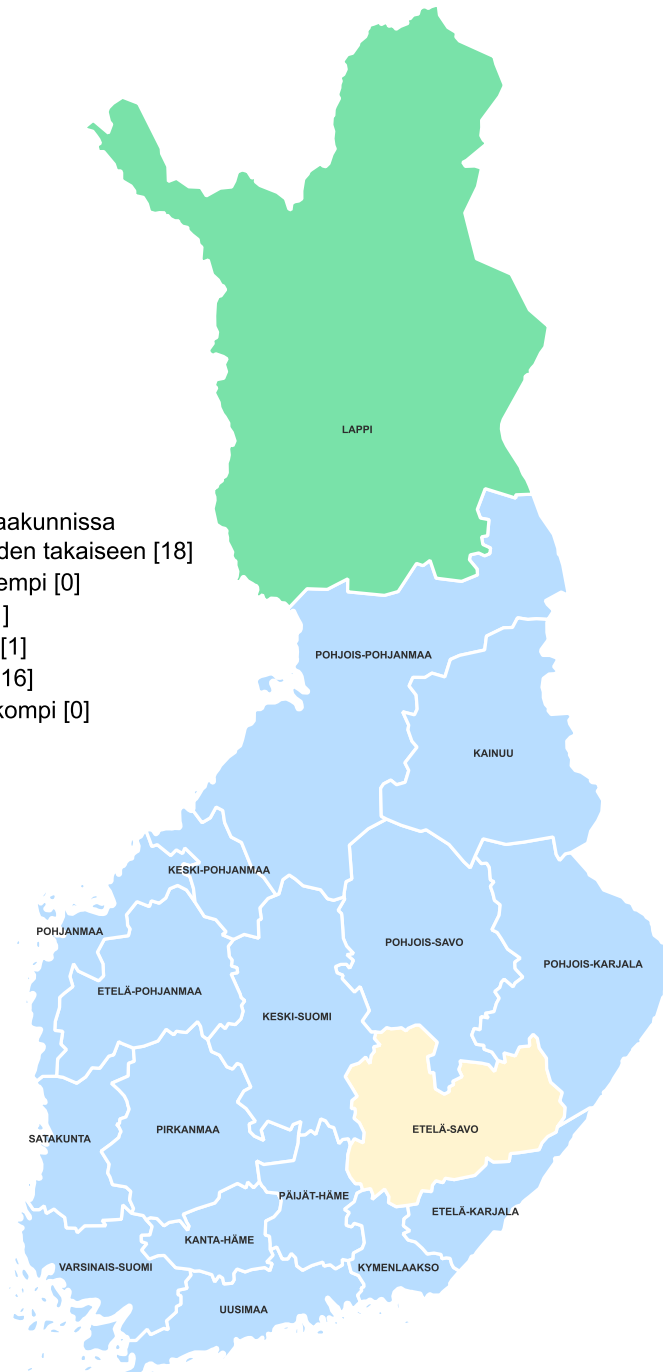 LAPPI
aakunnissa
den takaiseen [18]
empi [0]
]
[1]
16]
kompi [0]
POHJOIS-POHJANMAA
KAINUU
KESKI-POHJANMAA
POHJANMAA
POHJOIS-SAVO
POHJOIS-KARJALA
ETELÄ-POHJANMAA
KESKI-SUOMI
SATAKUNTA
PIRKANMAA
ETELÄ-SAVO
PÄIJÄT-HÄME
ETELÄ-KARJALA
KANTA-HÄME
VARSINAIS-SUOMI
KYMENLAAKSO
UUSIMAA